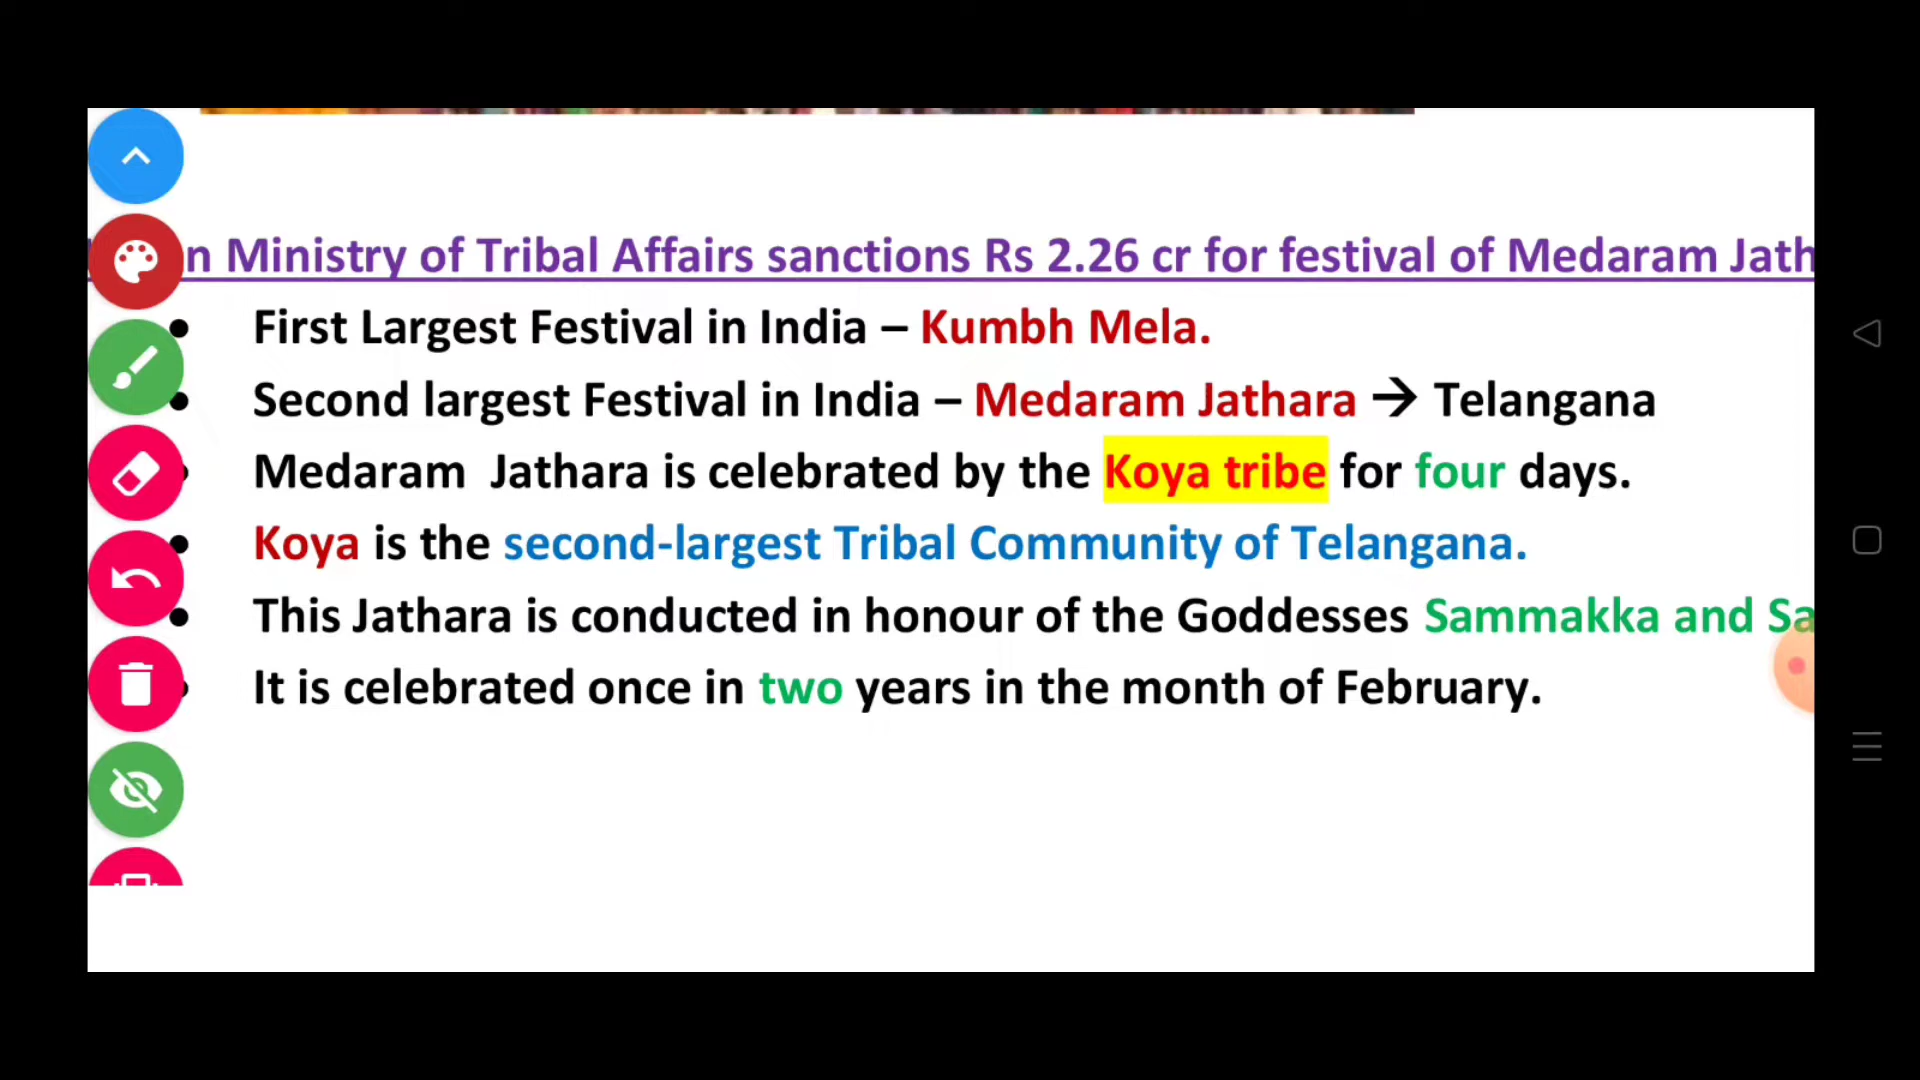 n Ministry of Tribal Affairs sanctions Rs 2.26 cr for festival of Medaram Jath
• First Largest Festival in India – Kumbh Mela.
• Second largest Festival in India – Medaram Jathara → Telangana
• Medaram Jathara is celebrated by the Koya tribe for four days.
• Koya is the second-largest Tribal Community of Telangana.
• This Jathara is conducted in honour of the Goddesses Sammakka and Sa
• It is celebrated once in two years in the month of February.